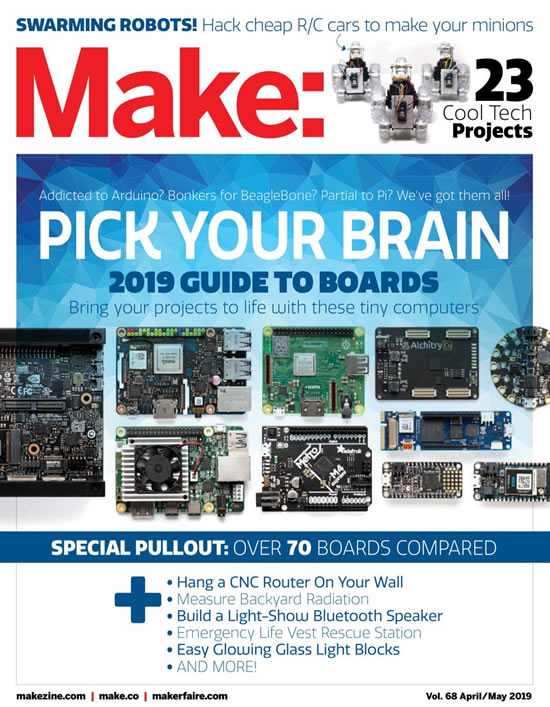 SWARMING ROBOTS! Hack cheap R/C cars to make your minions
Make:
23
Cool Tech
Projects
Addicted to Arduino? Bonkers for BeagleBone? Partial to Pi? We've got them all!
PICK YOUR BRAIN
2019 GUIDE TO BOARDS
Bring your projects to life with these tiny computers
Alchitry
Metro
M4
adafruit
SPECIAL PULLOUT: OVER 70 BOARDS COMPARED
• Hang a CNC Router On Your Wall
• Measure Backyard Radiation
• Build a Light-Show Bluetooth Speaker
• Emergency Life Vest Rescue Station
• Easy Glowing Glass Light Blocks
• AND MORE!
makezine.com | make.co | makerfaire.com
Vol. 68 April/May 2019